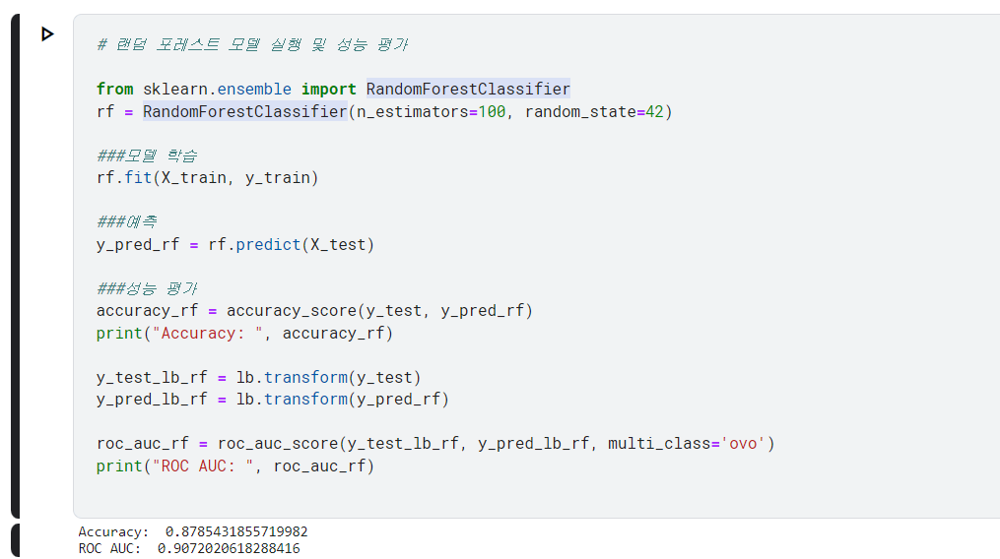 # 랜덤 포레스트 모델 실행 및 성능 평가
from sklearn.ensemble import RandomForestClassifier
rf = RandomForestClassifier(n_estimators=100, random_state=42)
###모델 학습
rf.fit(X_train, y_train)
###예측
y_pred_rf = rf.predict(X_test)
###성능 평가
accuracy_rf = accuracy_score(y_test, y_pred_rf)
print("Accuracy: ", accuracy_rf)
y_test_lb_rf = lb.transform(y_test)
y_pred_lb_rf = lb.transform(y_pred_rf)
roc_auc_rf = roc_auc_score(y_test_lb_rf, y_pred_lb_rf, multi_class='ovo')
print("ROC AUC: ", roc_auc_rf)
Accuracy:  0.8785431855719982
ROC AUC:  0.9072020618288416